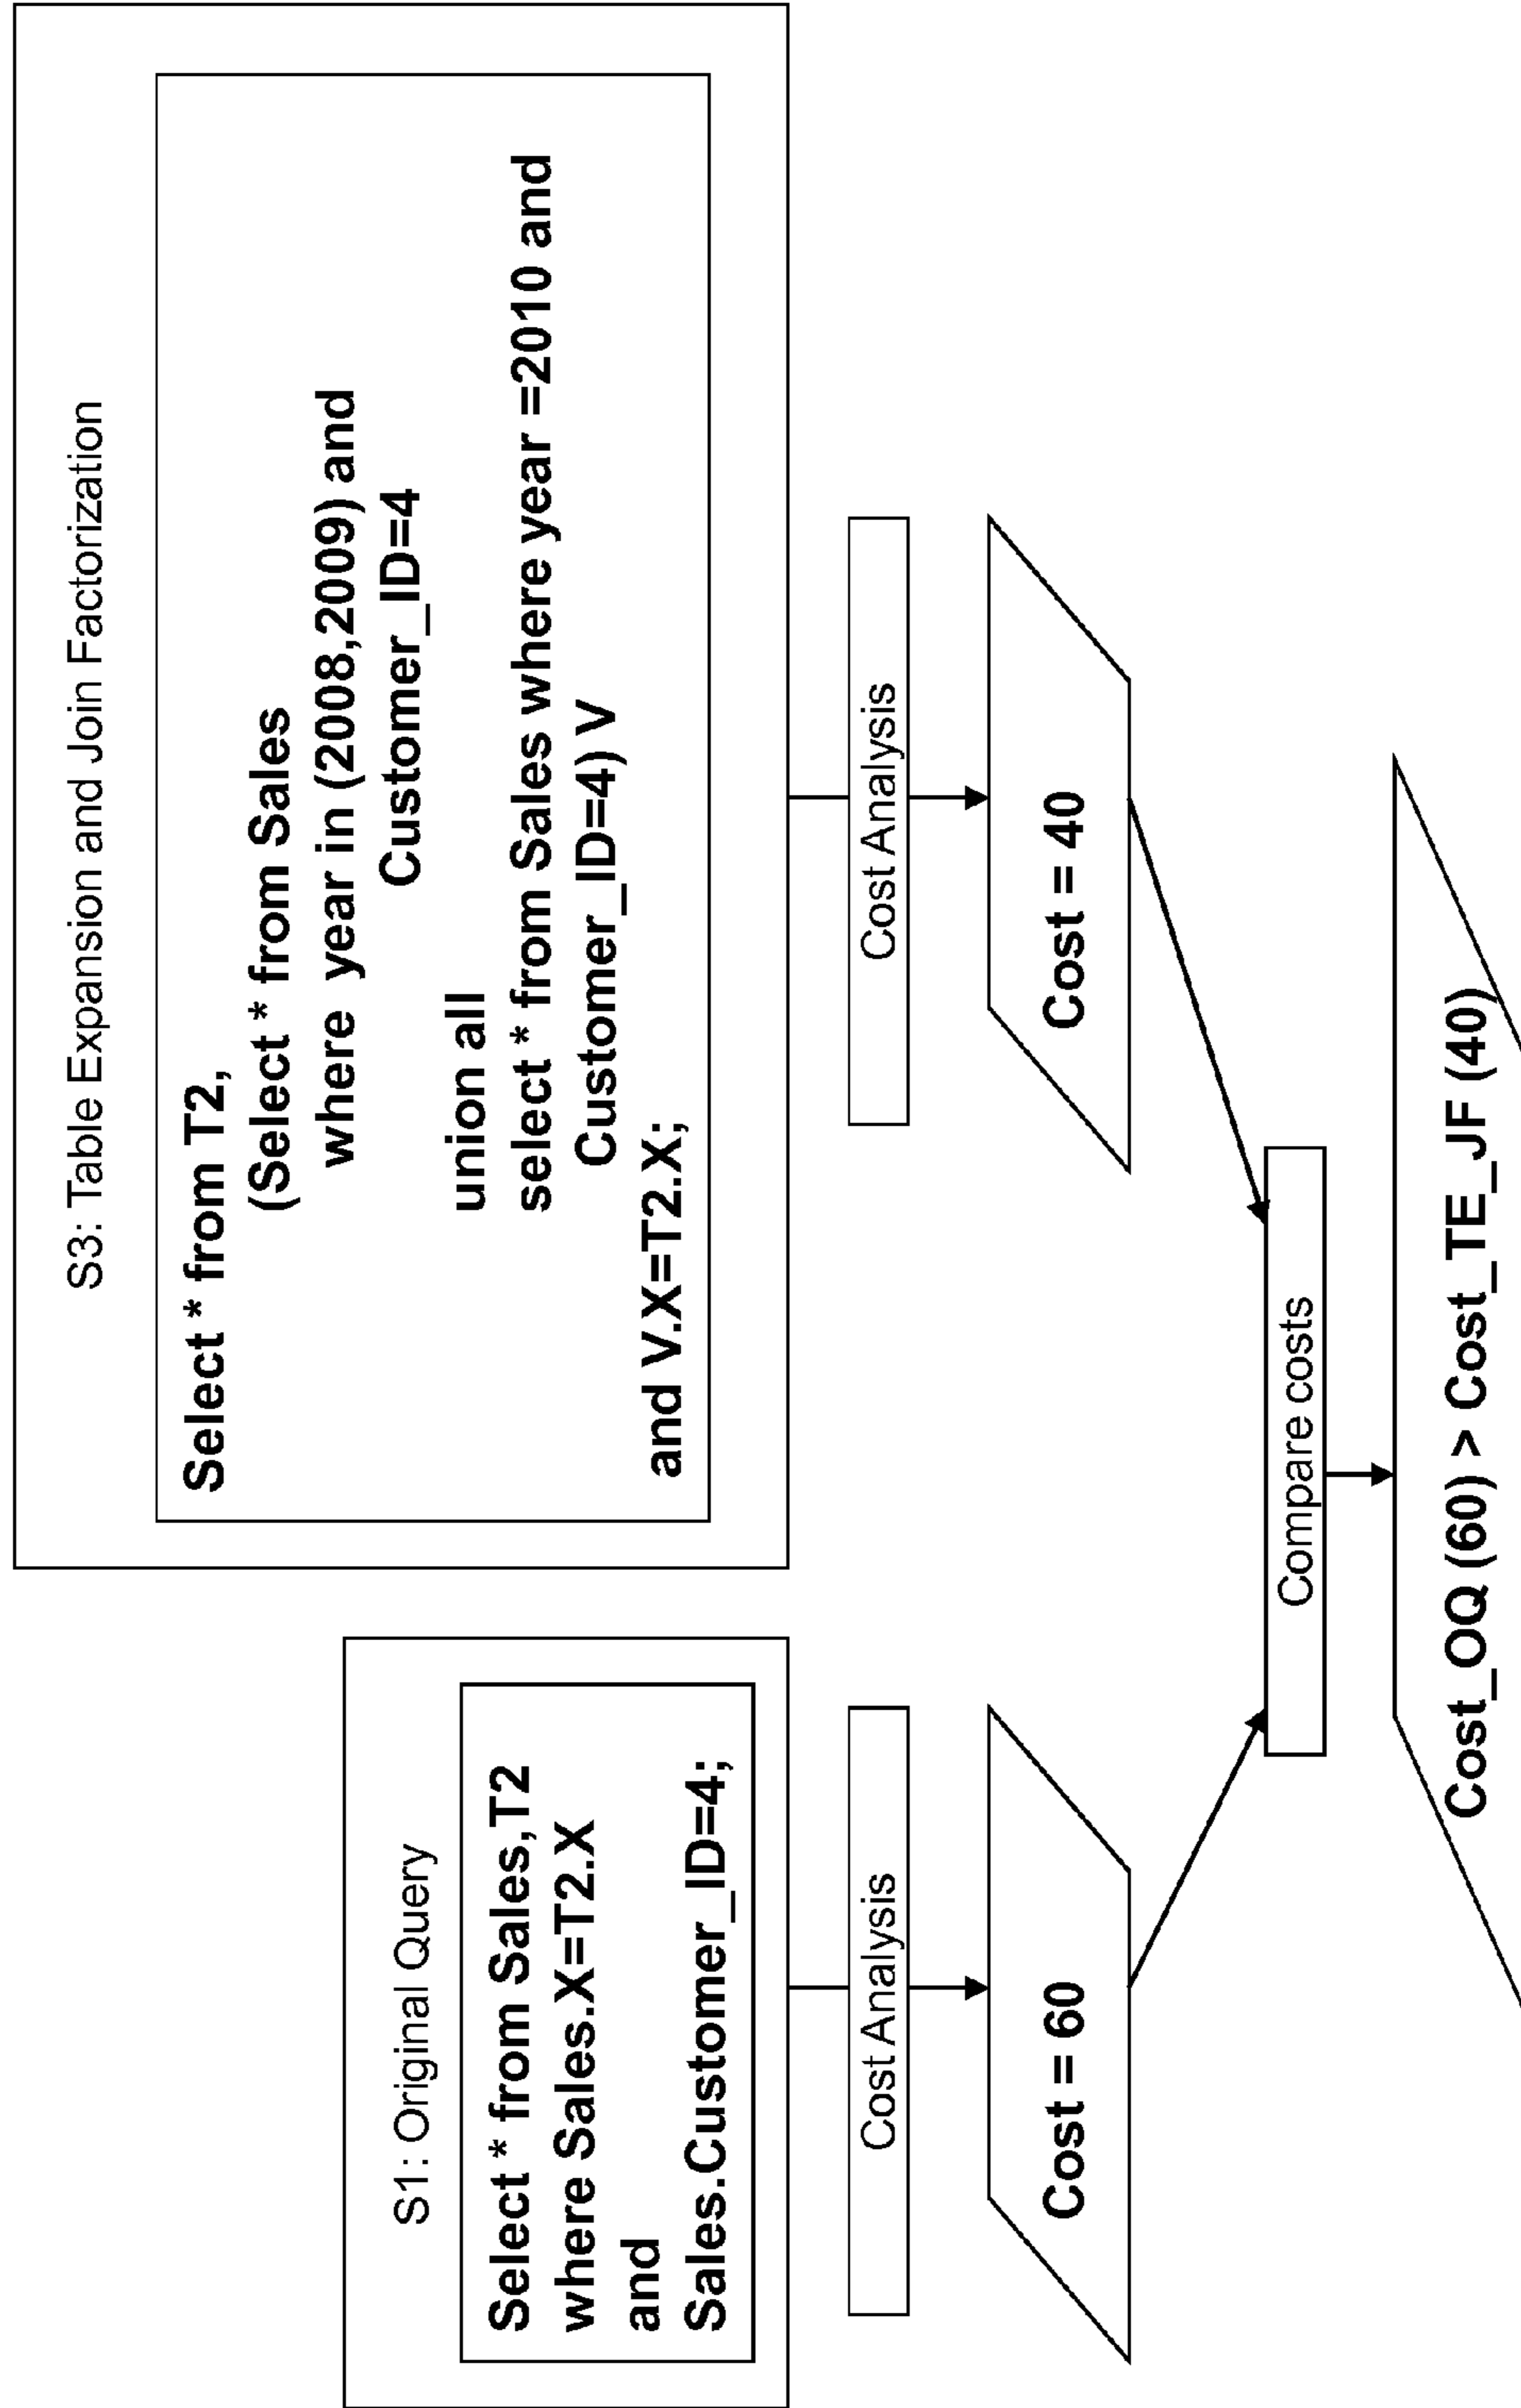 S1: Original Query
Select * from Sales,T2
where Sales.X=T2.X
and
Sales.Customer_ID=4;
Cost Analysis
Cost = 60
S3: Table Expansion and Join Factorization
Select * from T2,
(Select * from Sales
where year in (2008,2009) and
Customer_ID=4
union all
select * from Sales where year =2010 and
Customer_ID=4) V
and V.X=T2.X;
Cost Analysis
Cost = 40
Compare costs
Cost_OQ (60) > Cost_TE_JF (40)